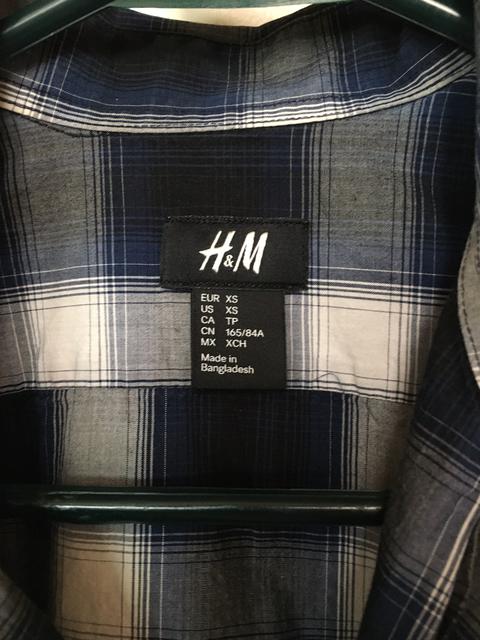 H&M
EUR XS
US XS
CA TP
CN 165/84A
MX XCH
Made in
Bangladesh